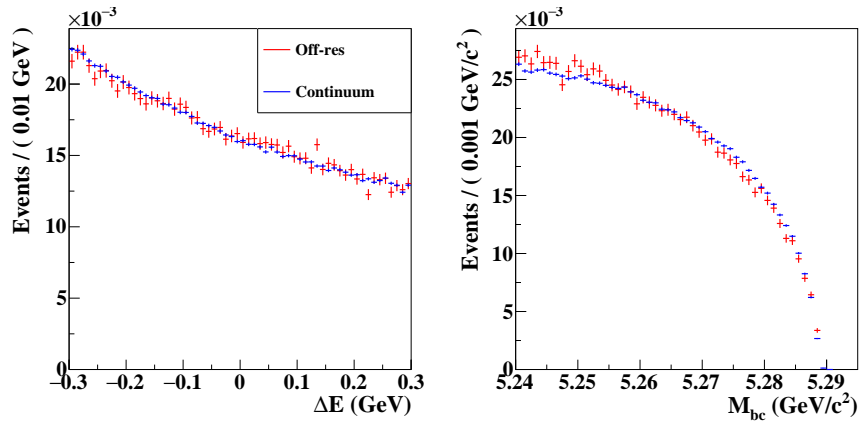 ×10⁻³
Events / ( 0.01 GeV)
20
15
10
5
0
−0.3 −0.2 −0.1 0 0.1 0.2 0.3
ΔE (GeV)
Off-res
Continuum
×10⁻³
Events / ( 0.001 GeV/c²)
25
20
15
10
5
0
5.24 5.25 5.26 5.27 5.28 5.29
M_bc (GeV/c²)